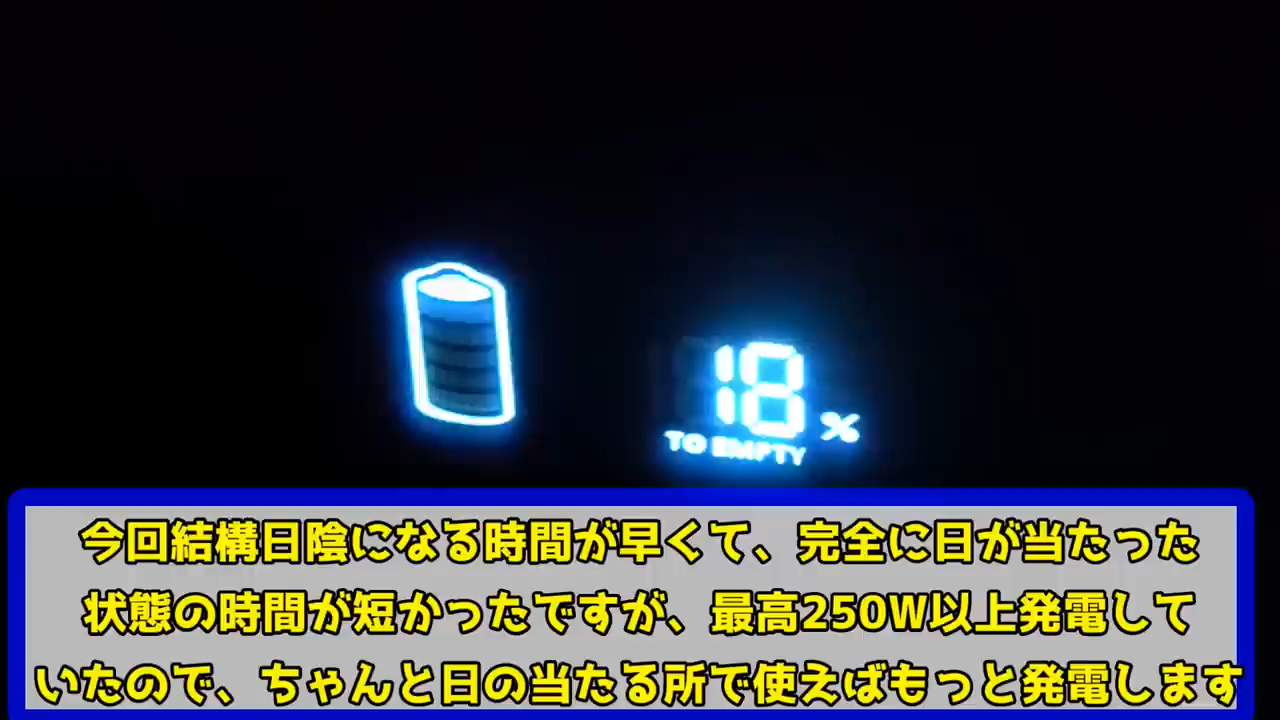 18
%
TO EMPTY
今回結構日陰になる時間が早くて、完全に日が当たった
状態の時間が短かったですが、最高250W以上発電して
いたので、ちゃんと日の当たる所で使えばもっと発電します